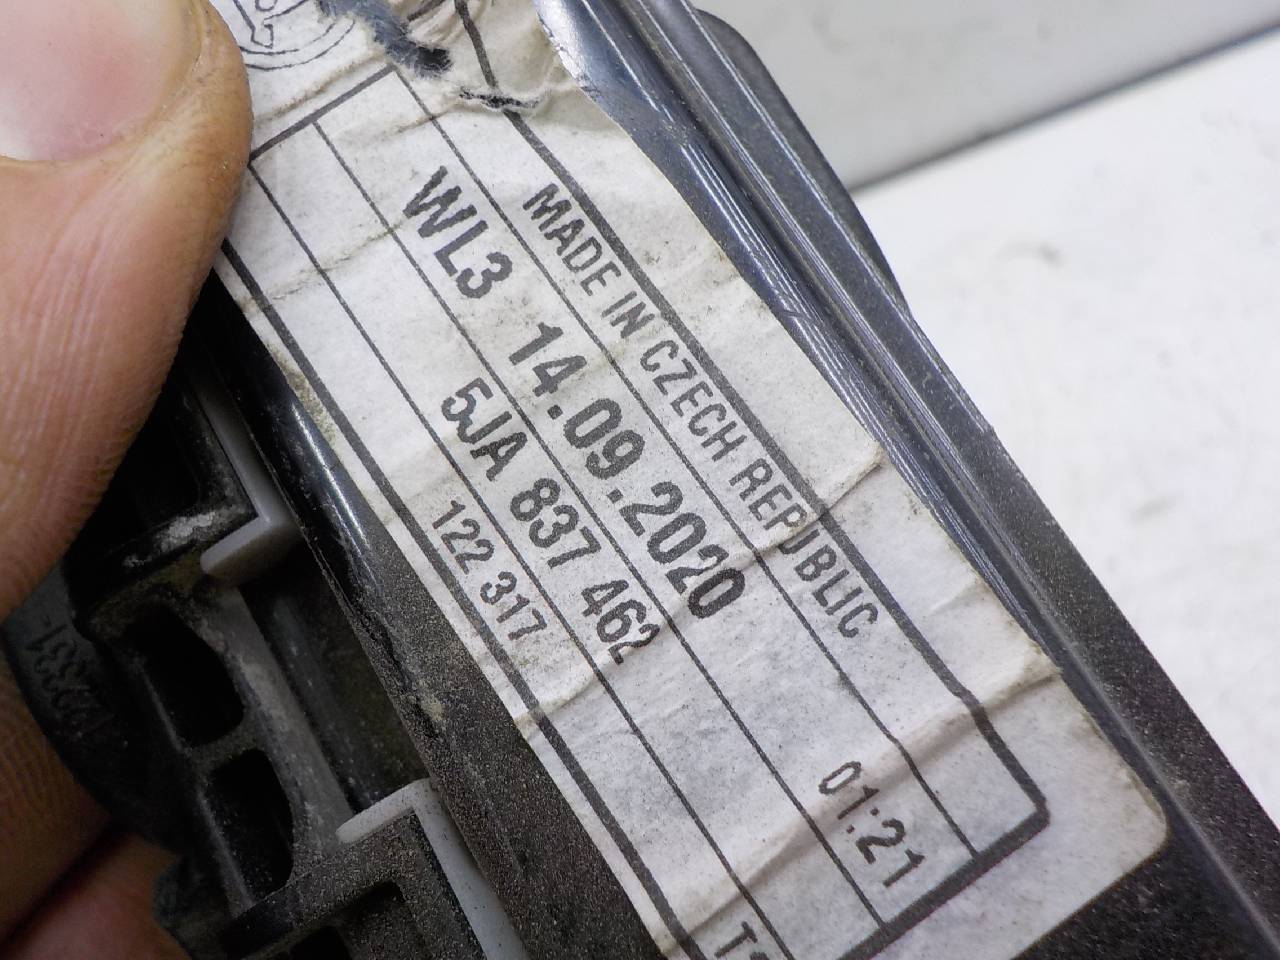 MADE IN CZECH REPUBLIC
WL3 14.09.2020 01:21
5JA 837 462
122 317